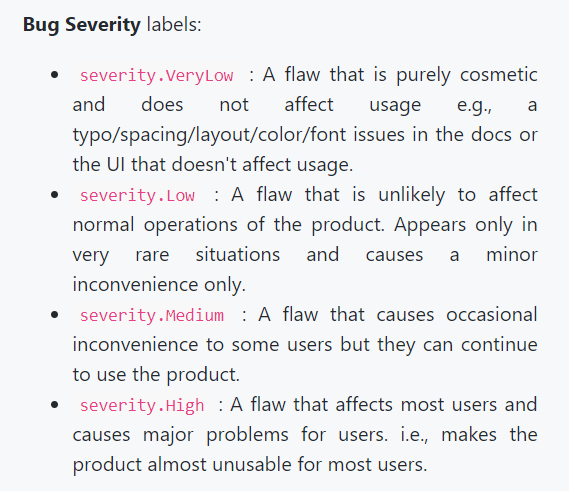 Bug Severity labels:
severity.VeryLow : A flaw that is purely cosmetic
and does not affect usage e.g., a
typo/spacing/layout/color/font issues in the docs or
the UI that doesn't affect usage.
severity.Low : A flaw that is unlikely to affect
normal operations of the product. Appears only in
very rare situations and causes a minor
inconvenience only.
severity.Medium : A flaw that causes occasional
inconvenience to some users but they can continue
to use the product.
severity.High : A flaw that affects most users and
causes major problems for users. i.e., makes the
product almost unusable for most users.